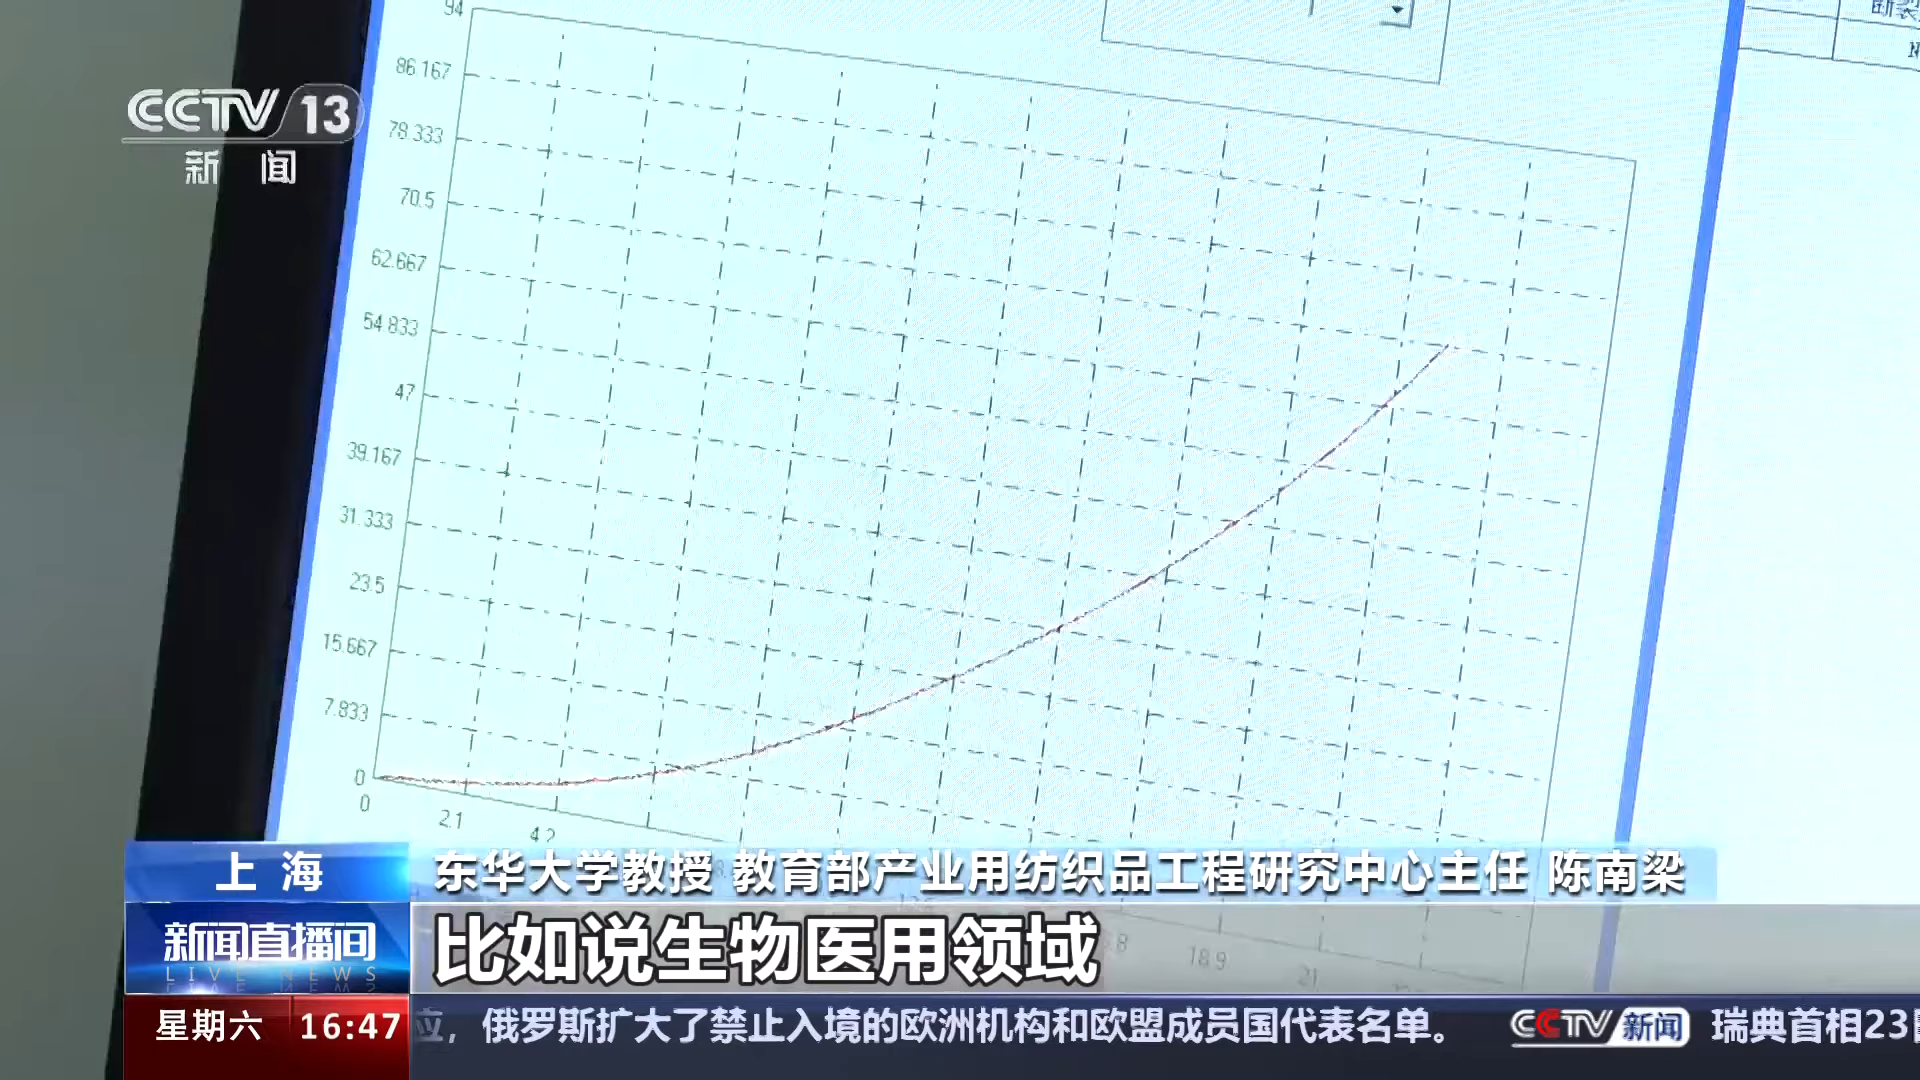 94
86.167
78.333
70.5
62.667
54.833
47
39.167
31.333
23.5
15.667
7.833
0
0
2.1
4.2
18.9
21
CCTV 13
新闻
上海
东华大学教授 教育部产业用纺织品工程研究中心主任 陈南梁
新闻直播间
LIVE NEWS
比如说生物医用领域
星期六 16:47
应，俄罗斯扩大了禁止入境的欧洲机构和欧盟成员国代表名单。 CCTV新闻 瑞典首相23